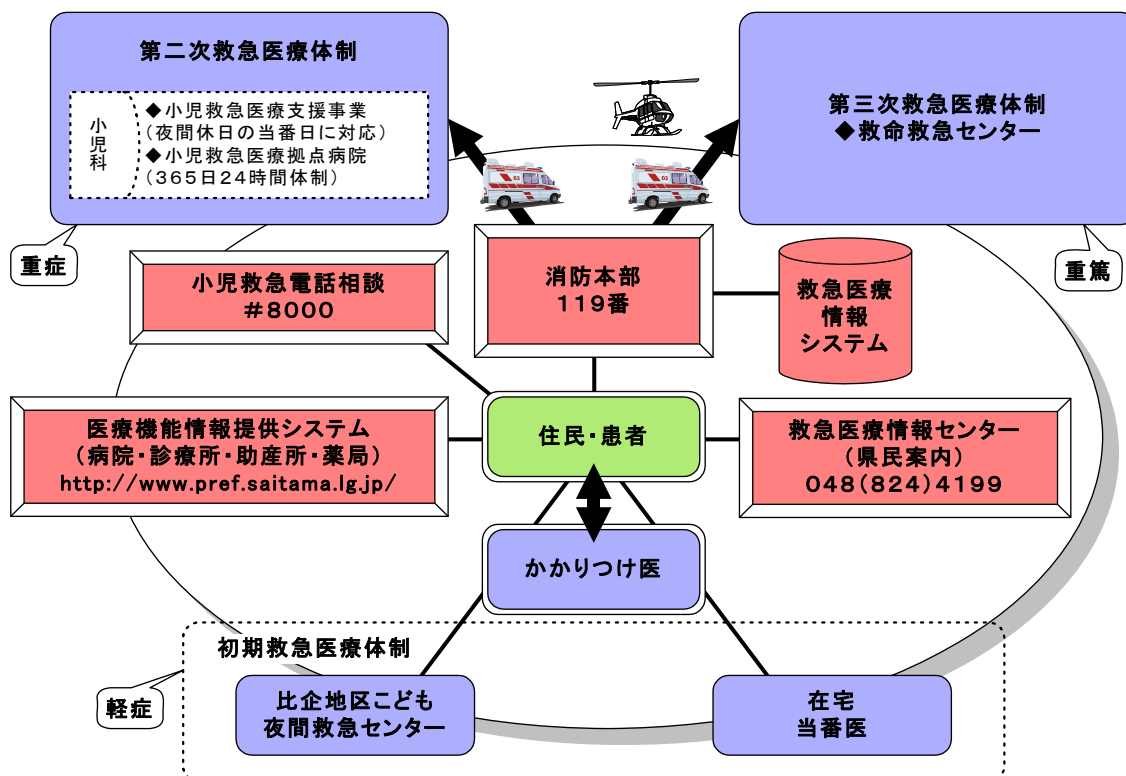 第二次救急医療体制
小児科
◆小児救急医療支援事業
(夜間休日の当番日に対応)
◆小児救急医療拠点病院
(365日24時間体制)
重症
第三次救急医療体制
◆救命救急センター
重篤
03
03
小児救急電話相談
#8000
消防本部
119番
救急医療
情報
システム
医療機能情報提供システム
(病院・診療所・助産所・薬局)
http://www.pref.saitama.lg.jp/
住民・患者
救急医療情報センター
(県民案内)
048(824)4199
かかりつけ医
初期救急医療体制
軽症
比企地区こども
夜間救急センター
在宅
当番医